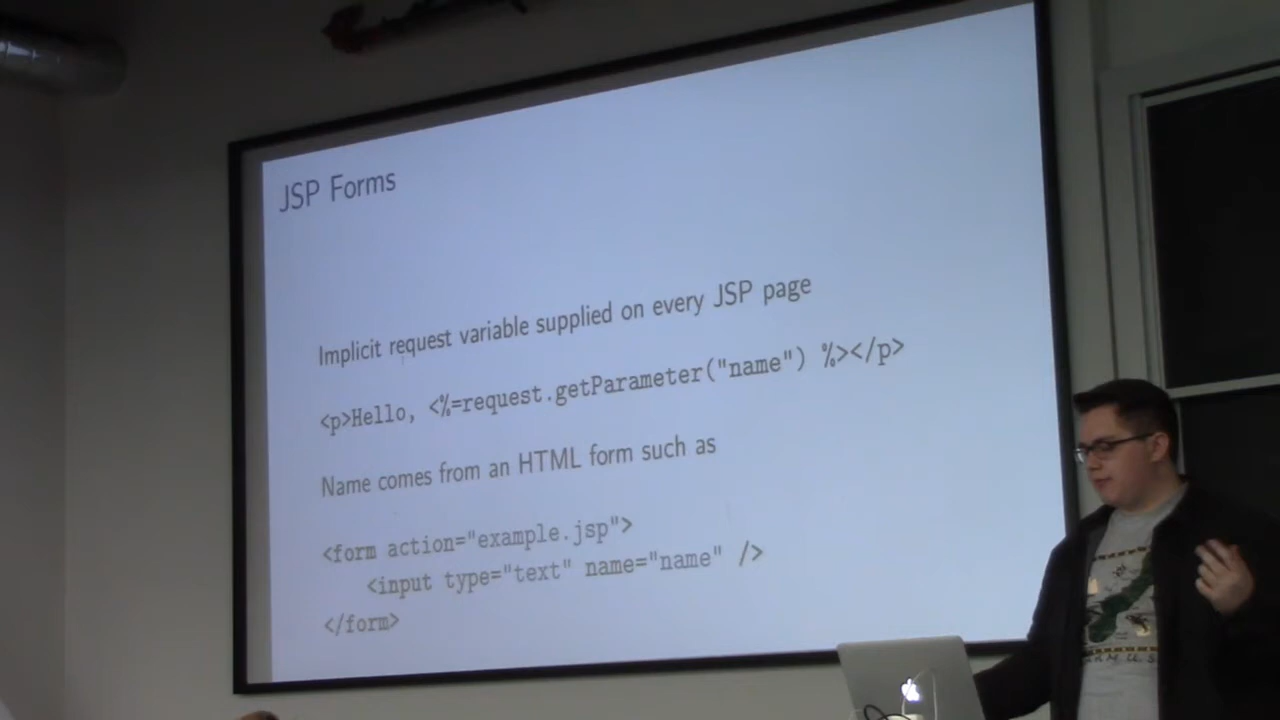 JSP Forms
Implicit request variable supplied on every JSP page
<p>Hello, <%=request.getParameter("name") %></p>
Name comes from an HTML form such as
<form action="example.jsp">
<input type="text" name="name" />
</form>